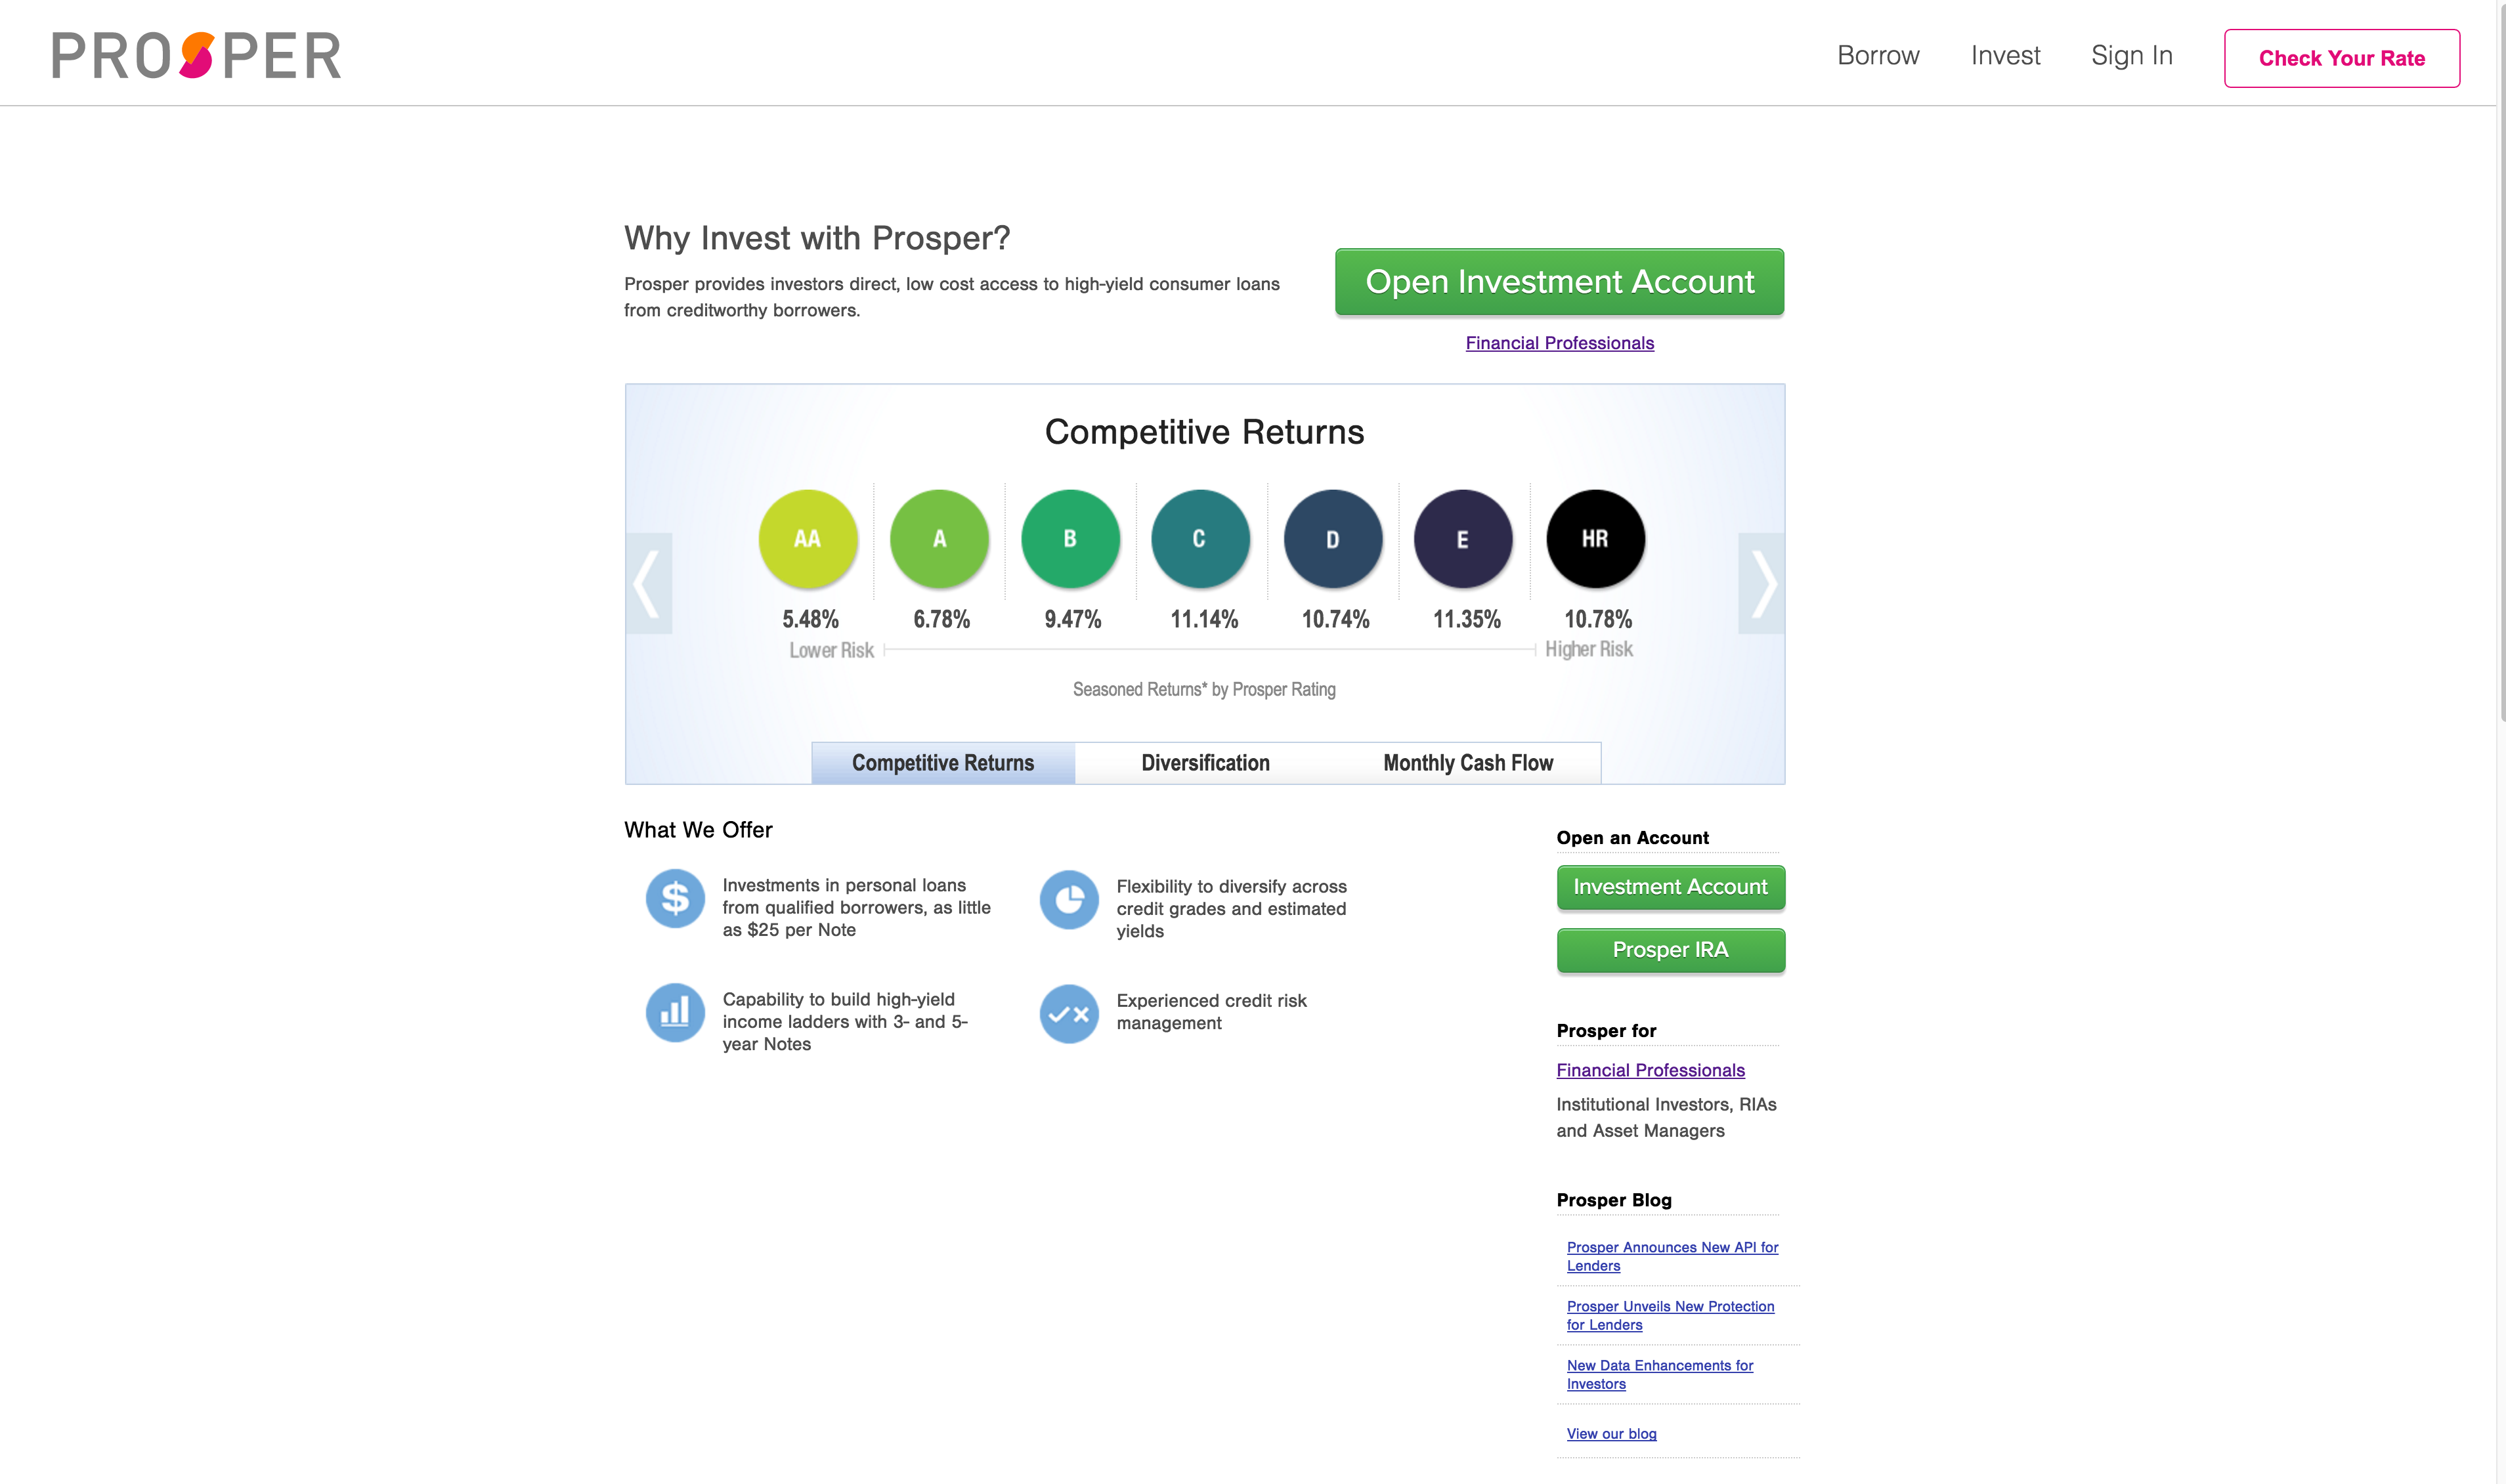 PROSPER
Borrow
Invest
Sign In
Check Your Rate
Why Invest with Prosper?
Prosper provides investors direct, low cost access to high-yield consumer loans
from creditworthy borrowers.
Open Investment Account
Financial Professionals
Competitive Returns
AA
A
B
C
D
E
HR
5.48%
6.78%
9.47%
11.14%
10.74%
11.35%
10.78%
Lower Risk
Higher Risk
Seasoned Returns* by Prosper Rating
Competitive Returns
Diversification
Monthly Cash Flow
What We Offer
$
Investments in personal loans
from qualified borrowers, as little
as $25 per Note
Flexibility to diversify across
credit grades and estimated
yields
Capability to build high-yield
income ladders with 3- and 5-
year Notes
Experienced credit risk
management
Open an Account
Investment Account
Prosper IRA
Prosper for
Financial Professionals
Institutional Investors, RIAs
and Asset Managers
Prosper Blog
Prosper Announces New API for
Lenders
Prosper Unveils New Protection
for Lenders
New Data Enhancements for
Investors
View our blog